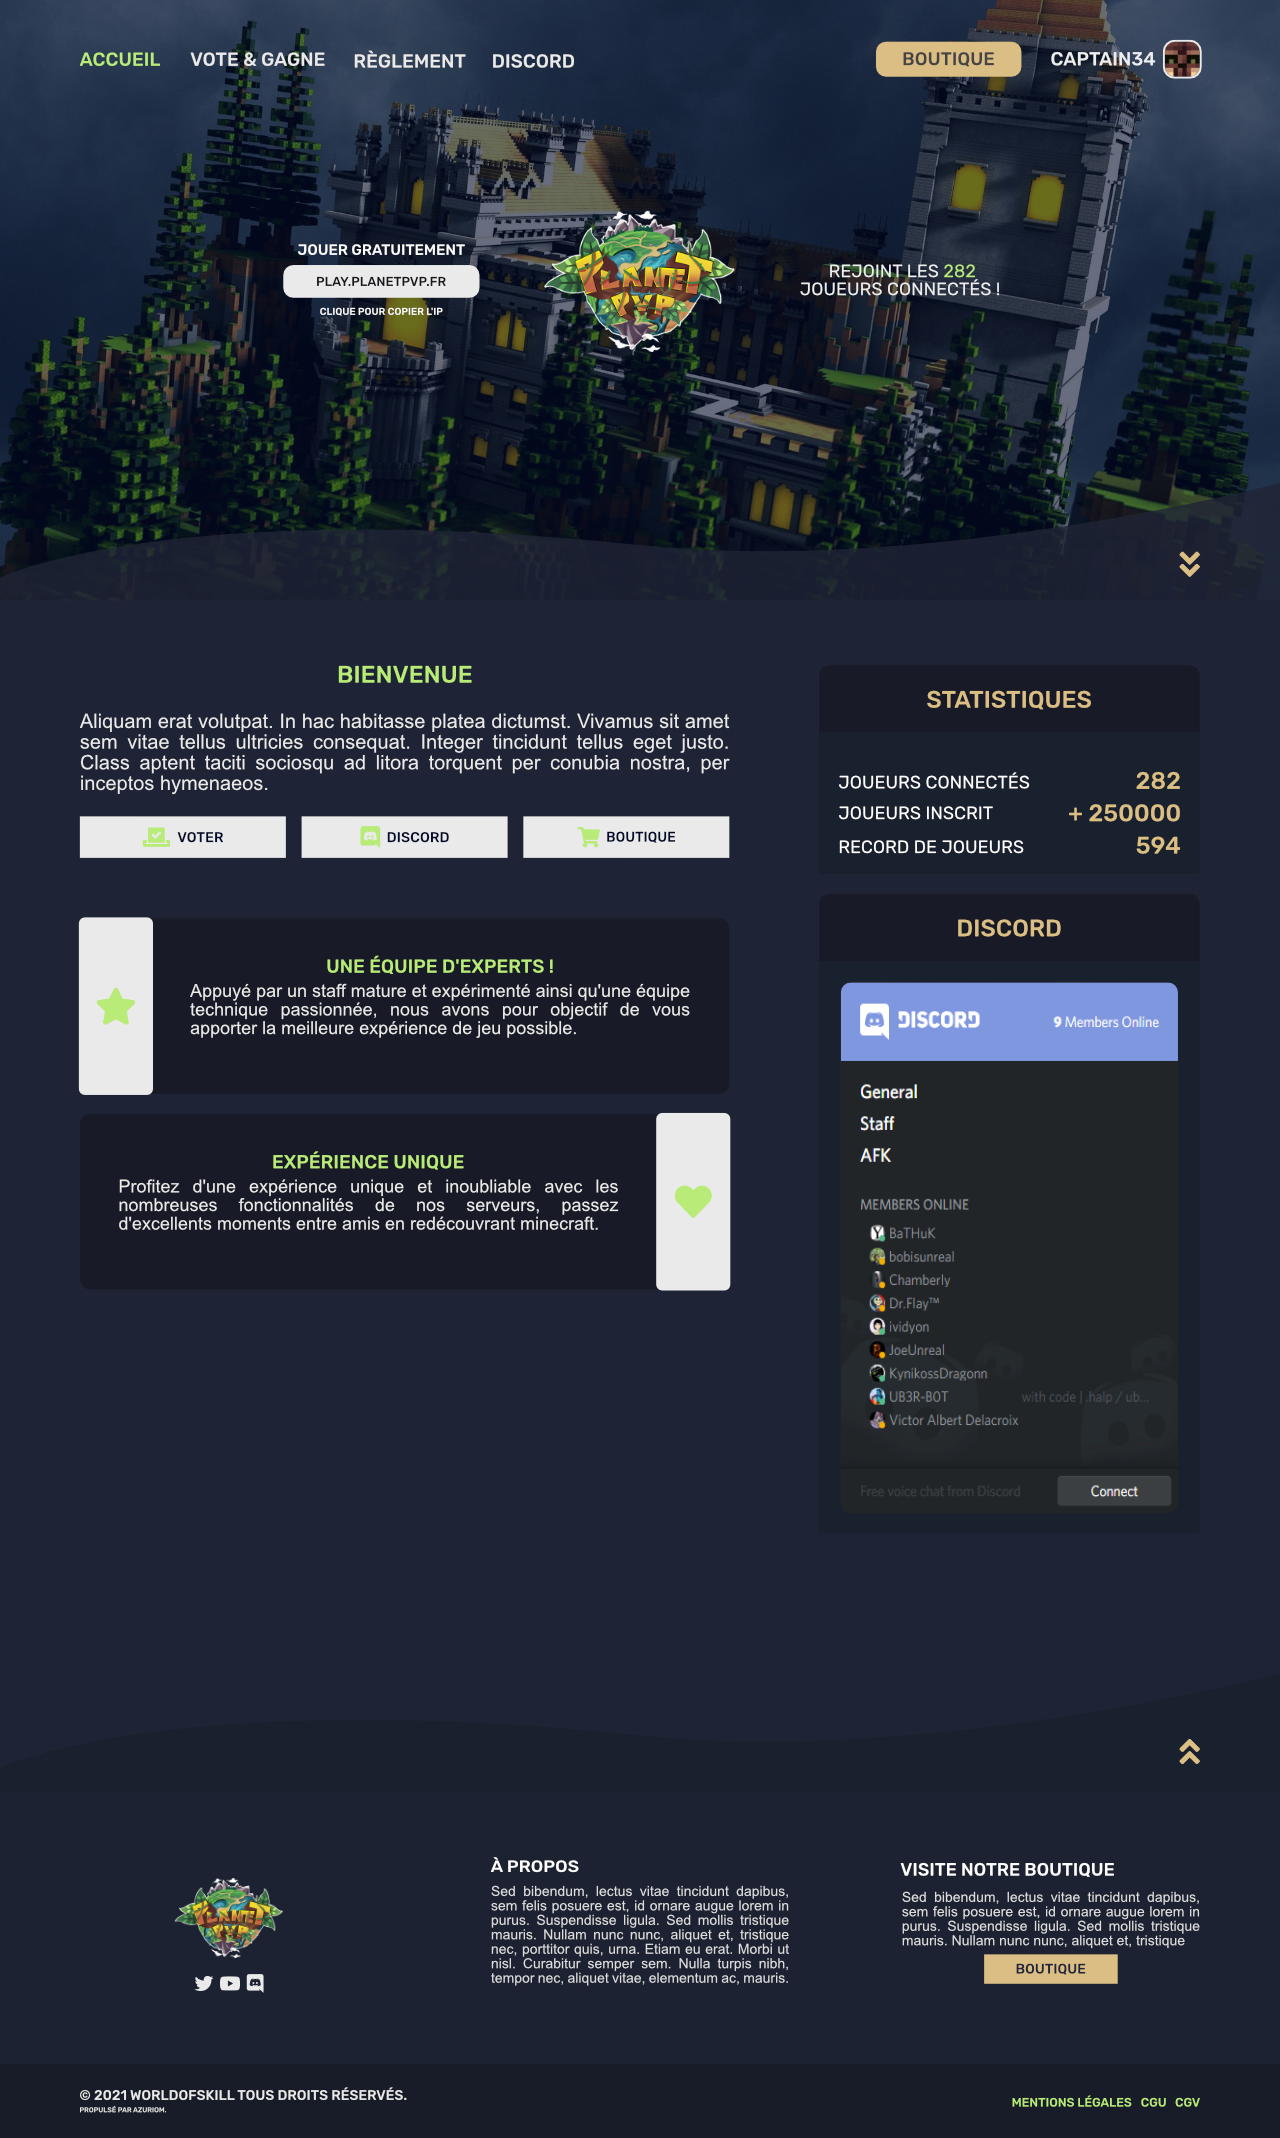 ACCUEIL VOTE & GAGNE RÈGLEMENT DISCORD BOUTIQUE CAPTAIN34
JOUER GRATUITEMENT
PLAY.PLANETPVP.FR
CLIQUE POUR COPIER L'IP
PLANET
PVP
REJOINT LES 282
JOUEURS CONNECTÉS !
BIENVENUE
Aliquam erat volutpat. In hac habitasse platea dictumst. Vivamus sit amet
sem vitae tellus ultricies consequat. Integer tincidunt tellus eget justo.
Class aptent taciti sociosqu ad litora torquent per conubia nostra, per
inceptos hymenaeos.
VOTER DISCORD BOUTIQUE
UNE ÉQUIPE D'EXPERTS !
Appuyé par un staff mature et expérimenté ainsi qu'une équipe
technique passionnée, nous avons pour objectif de vous
apporter la meilleure expérience de jeu possible.
EXPÉRIENCE UNIQUE
Profitez d'une expérience unique et inoubliable avec les
nombreuses fonctionnalités de nos serveurs, passez
d'excellents moments entre amis en redécouvrant minecraft.
STATISTIQUES
JOUEURS CONNECTÉS 282
JOUEURS INSCRIT + 250000
RECORD DE JOUEURS 594
DISCORD
DISCORD 9 Members Online
General
Staff
AFK
MEMBERS ONLINE
BaTHuK
bobisunreal
Chamberly
Dr.Flay™
ividyon
JoeUnreal
KynikossDragonn
UB3R-B0T with code | .halp / ub...
Victor Albert Delacroix
Free voice chat from Discord Connect
PLANET
PVP
À PROPOS
Sed bibendum, lectus vitae tincidunt dapibus,
sem felis posuere est, id ornare augue lorem in
purus. Suspendisse ligula. Sed mollis tristique
mauris. Nullam nunc nunc, aliquet et, tristique
nec, porttitor quis, urna. Etiam eu erat. Morbi ut
nisl. Curabitur semper sem. Nulla turpis nibh,
tempor nec, aliquet vitae, elementum ac, mauris.
VISITE NOTRE BOUTIQUE
Sed bibendum, lectus vitae tincidunt dapibus,
sem felis posuere est, id ornare augue lorem in
purus. Suspendisse ligula. Sed mollis tristique
mauris. Nullam nunc nunc, aliquet et, tristique
BOUTIQUE
© 2021 WORLDOFSKILL TOUS DROITS RÉSERVÉS.
PROPULSÉ PAR AZURIOM.
MENTIONS LÉGALES CGU CGV